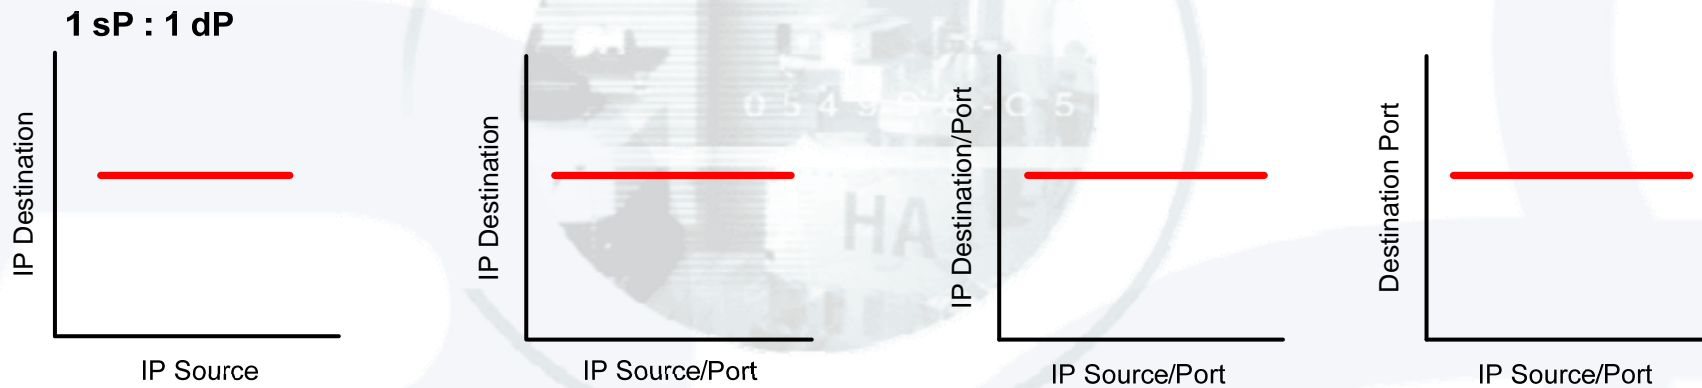 1 sP : 1 dP
IP Destination
IP Source
IP Destination
IP Source/Port
IP Destination/Port
IP Source/Port
Destination Port
IP Source/Port
HA